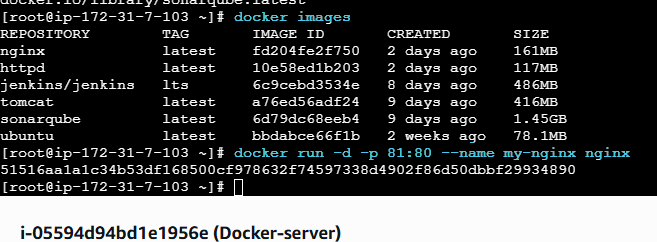 docker.io/library/sonarqube:latest
[root@ip-172-31-7-103 ~]# docker images
REPOSITORY TAG IMAGE ID CREATED SIZE
nginx latest fd204fe2f750 2 days ago 161MB
httpd latest 10e58ed1b203 2 days ago 117MB
jenkins/jenkins lts 6c9cebd3534e 8 days ago 486MB
tomcat latest a76ed56adf24 9 days ago 416MB
sonarqube latest 6d79dc68eeb4 9 days ago 1.45GB
ubuntu latest bbdabce66f1b 2 weeks ago 78.1MB
[root@ip-172-31-7-103 ~]# docker run -d -p 81:80 --name my-nginx nginx
51516aa1a1c34b53df168500cf978632f74597338d4902f86d50dbbf29934890
[root@ip-172-31-7-103 ~]#
i-05594d94bd1e1956e (Docker-server)